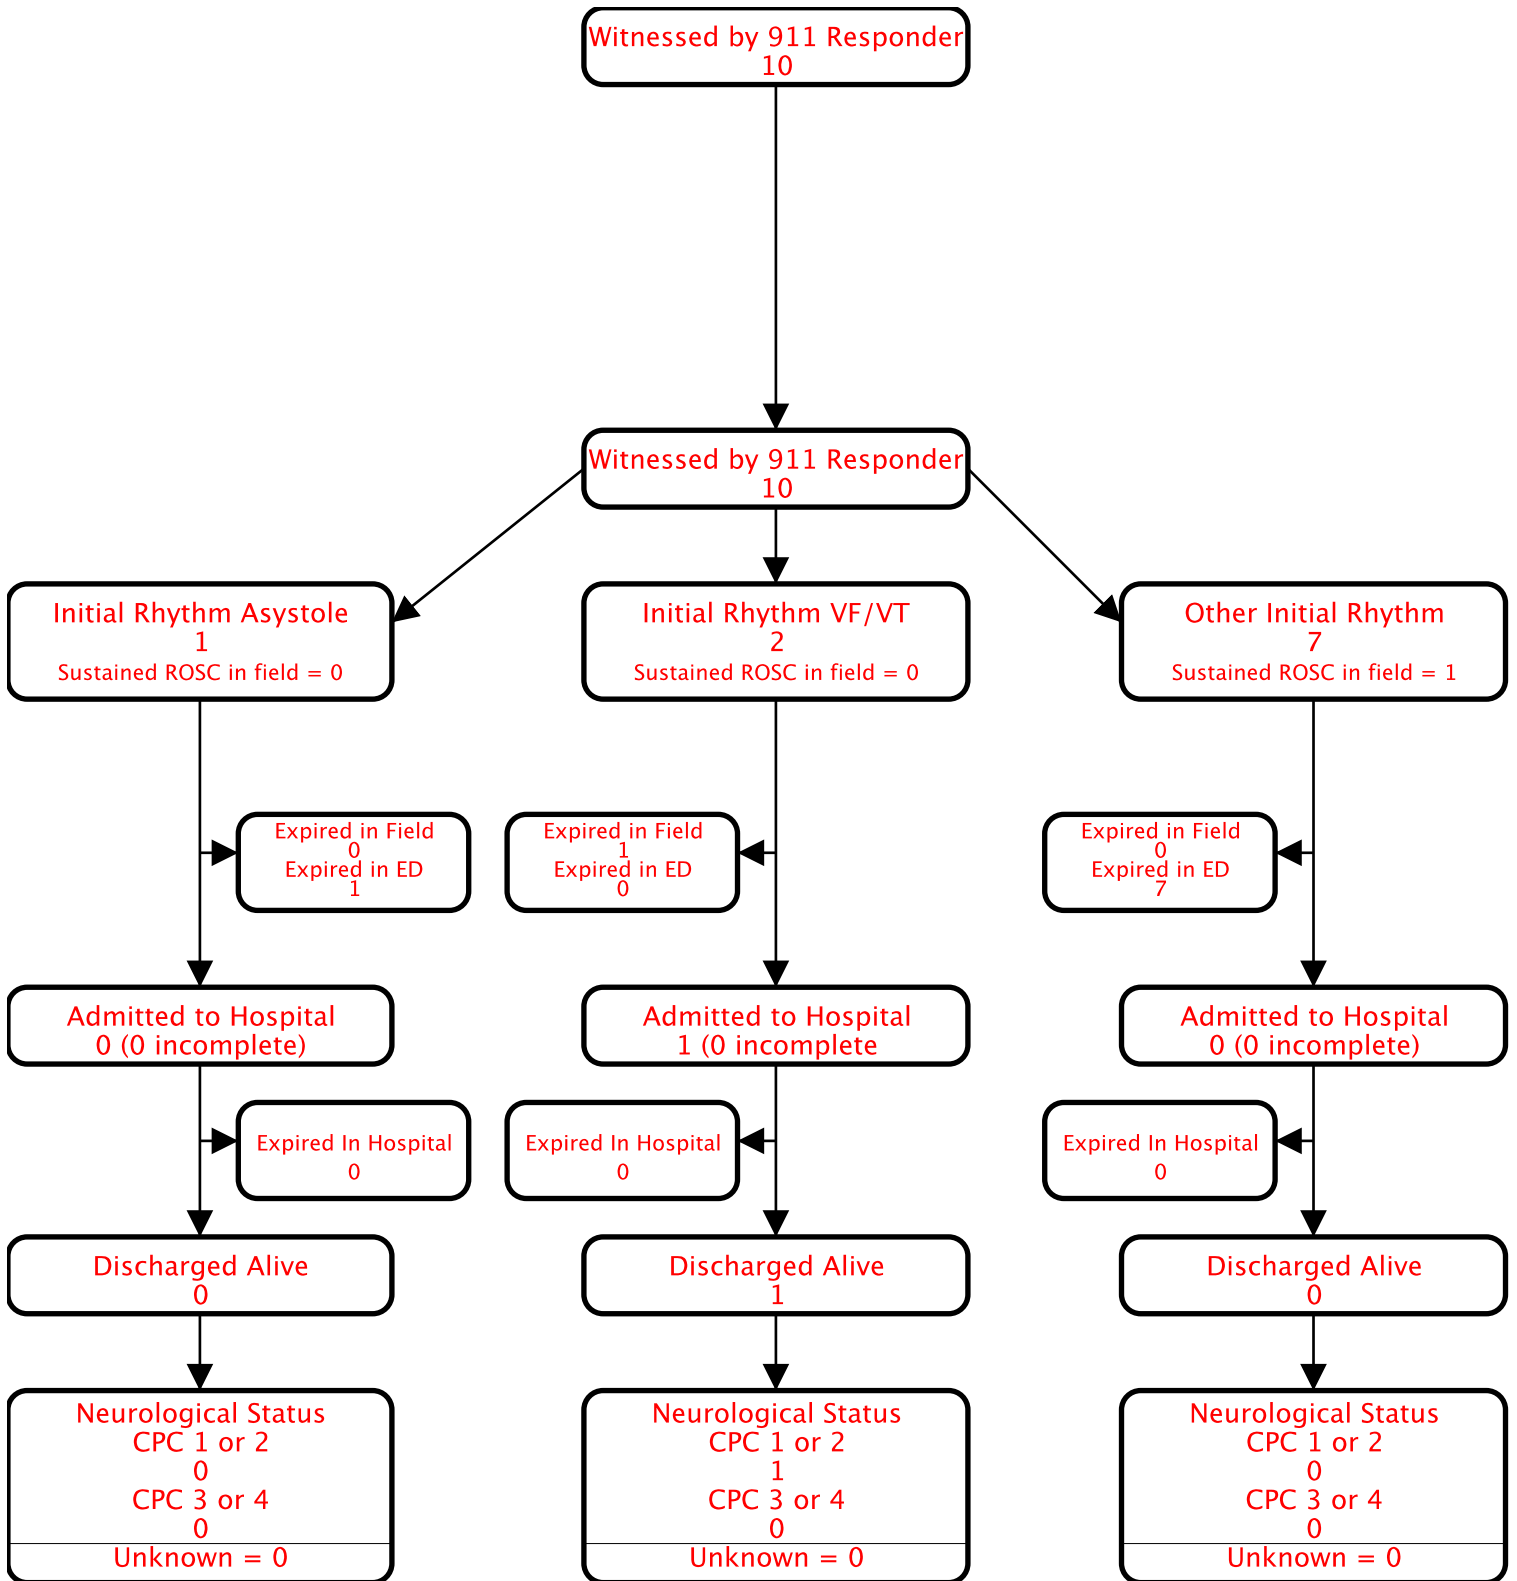 Witnessed by 911 Responder
10
Witnessed by 911 Responder
10
Initial Rhythm Asystole
1
Sustained ROSC in field = 0
Initial Rhythm VF/VT
2
Sustained ROSC in field = 0
Other Initial Rhythm
7
Sustained ROSC in field = 1
Expired in Field
0
Expired in ED
1
Expired in Field
1
Expired in ED
0
Expired in Field
0
Expired in ED
7
Admitted to Hospital
0 (0 incomplete)
Admitted to Hospital
1 (0 incomplete
Admitted to Hospital
0 (0 incomplete)
Expired In Hospital
0
Expired In Hospital
0
Expired In Hospital
0
Discharged Alive
0
Discharged Alive
1
Discharged Alive
0
Neurological Status
CPC 1 or 2
0
CPC 3 or 4
0
Unknown = 0
Neurological Status
CPC 1 or 2
1
CPC 3 or 4
0
Unknown = 0
Neurological Status
CPC 1 or 2
0
CPC 3 or 4
0
Unknown = 0